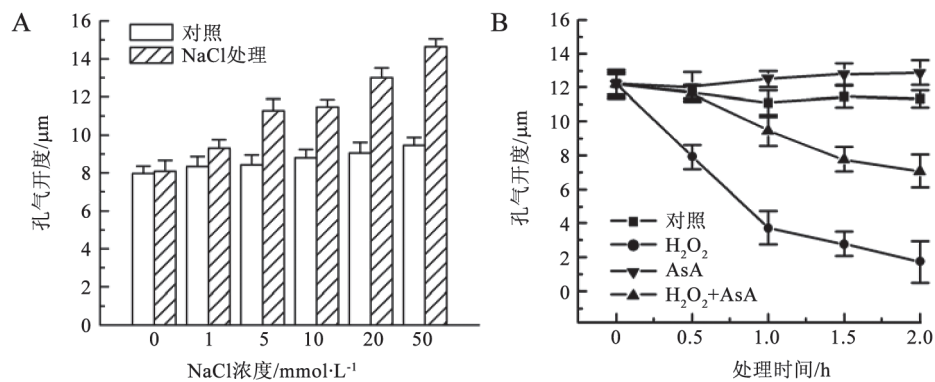 A
16
14
12
10
8
6
4
2
0
孔气开度/μm
对照
NaCl处理
0 1 5 10 20 50
NaCl浓度/mmol·L⁻¹
B
16
14
12
10
8
6
4
2
0
孔气开度/μm
对照
H₂O₂
AsA
H₂O₂+AsA
0 0.5 1.0 1.5 2.0
处理时间/h